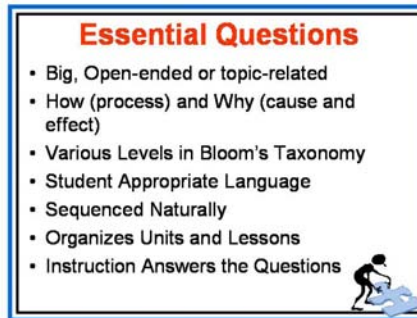 Essential Questions
• Big, Open-ended or topic-related
• How (process) and Why (cause and
effect)
• Various Levels in Bloom's Taxonomy
• Student Appropriate Language
• Sequenced Naturally
• Organizes Units and Lessons
• Instruction Answers the Questions